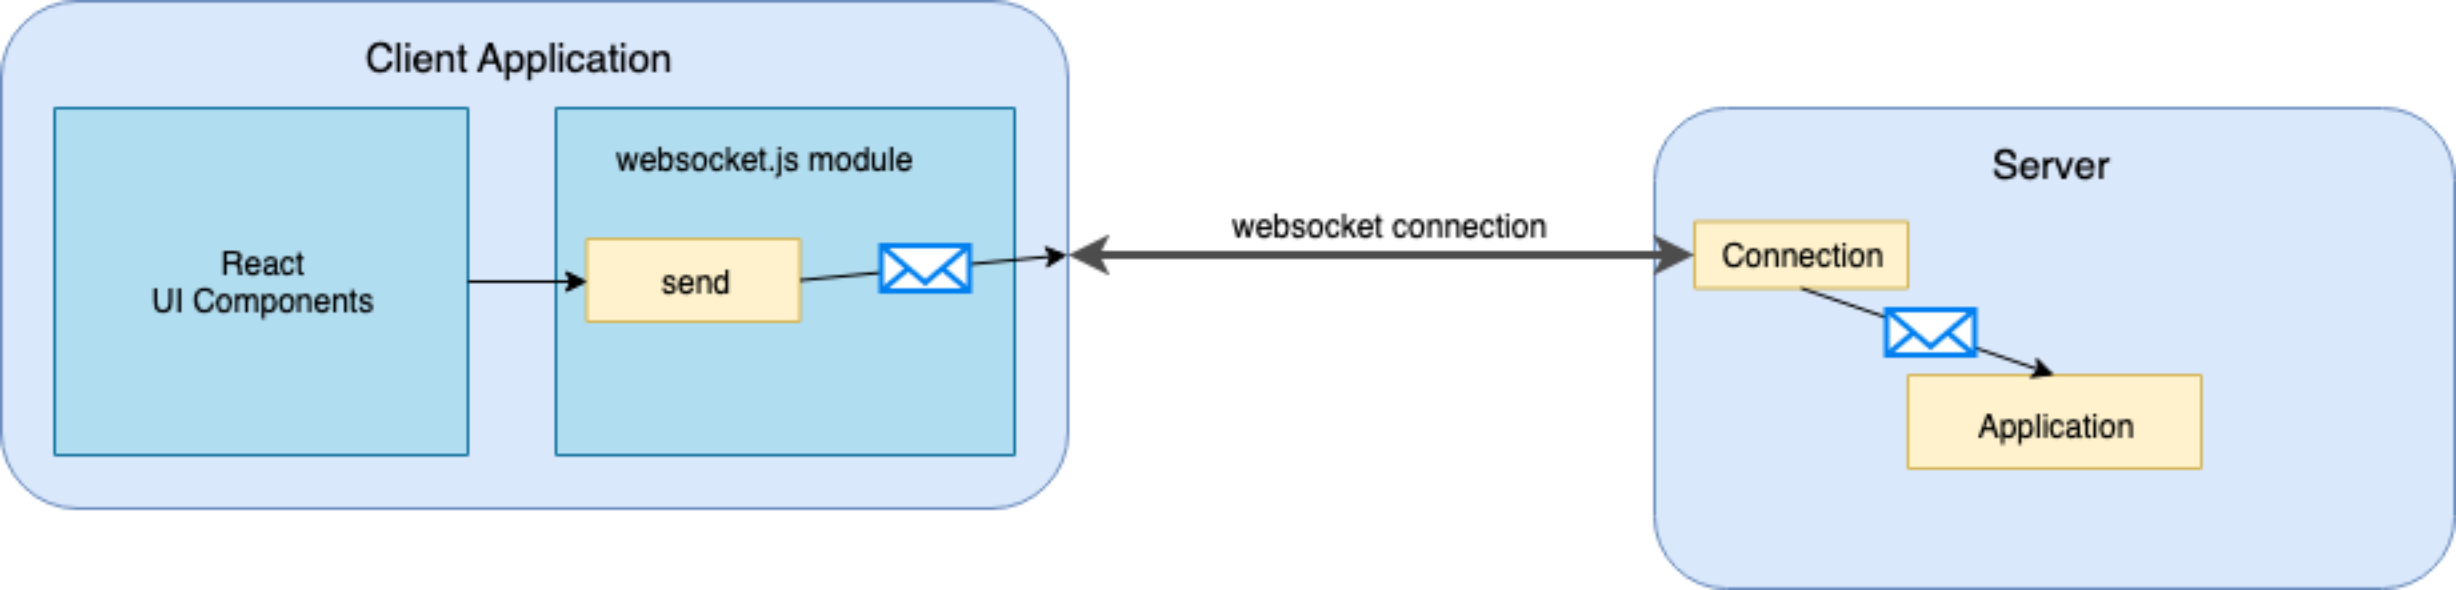 Client Application
React
UI Components
websocket.js module
send
websocket connection
Server
Connection
Application